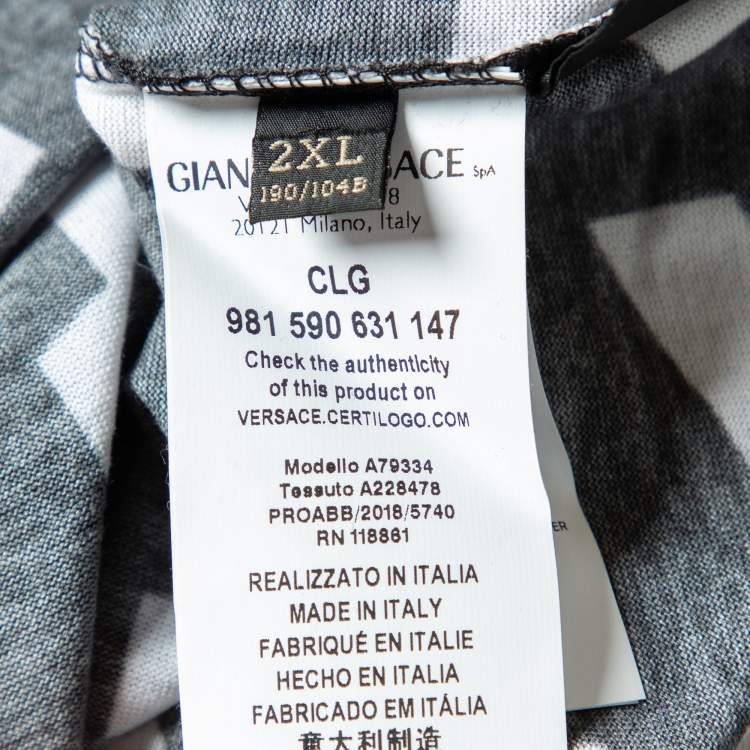 2XL
190/104B
GIAN ACE SpA
V 8
20121 Milano, Italy
CLG
981 590 631 147
Check the authenticity
of this product on
VERSACE.CERTILOGO.COM
Modello A79334
Tessuto A228478
PROABB/2018/5740
RN 118861
REALIZZATO IN ITALIA
MADE IN ITALY
FABRIQUÉ EN ITALIE
HECHO EN ITALIA
FABRICADO EM ITÁLIA
意大利制造
ER